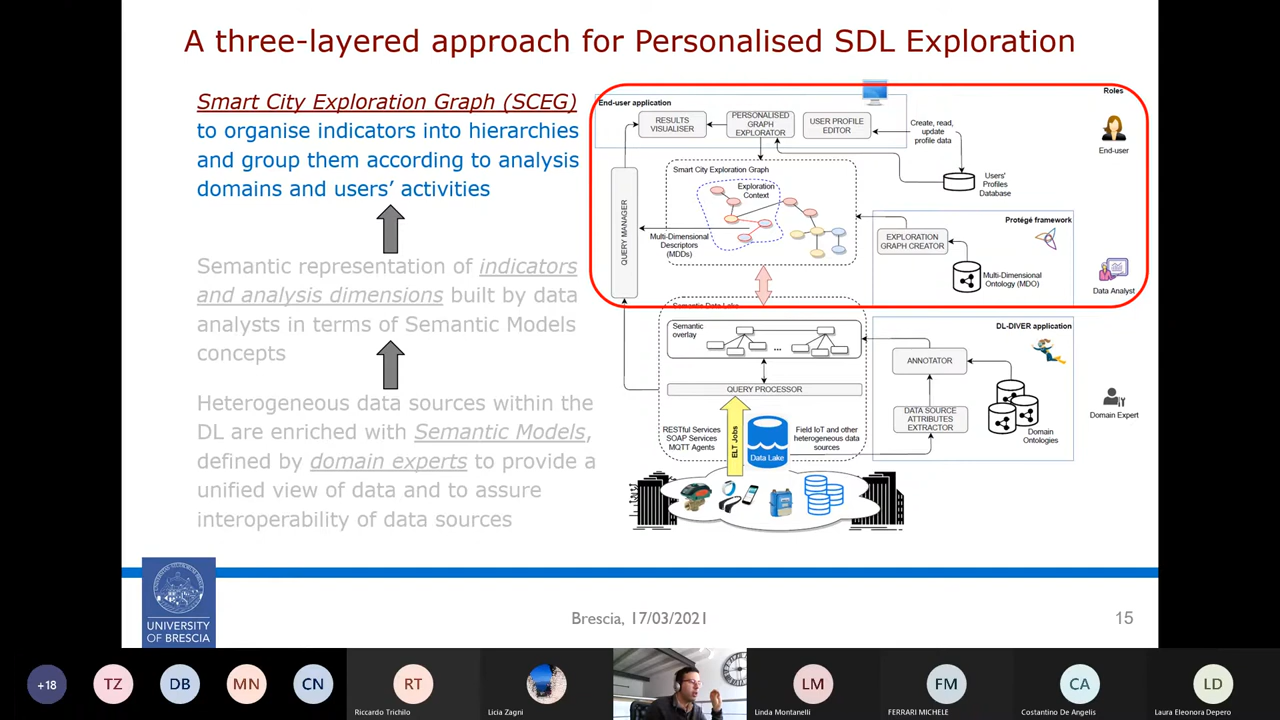 A three-layered approach for Personalised SDL Exploration
Smart City Exploration Graph (SCEG)
to organise indicators into hierarchies
and group them according to analysis
domains and users’ activities
Semantic representation of indicators
and analysis dimensions built by data
analysts in terms of Semantic Models
concepts
Heterogeneous data sources within the
DL are enriched with Semantic Models,
defined by domain experts to provide a
unified view of data and to assure
interoperability of data sources
Roles
End-user application
RESULTS
VISUALISER
PERSONALISED
GRAPH
EXPLORATOR
USER PROFILE
EDITOR
Create, read,
update
profile data
End-user
Users'
Profiles
Database
Smart City Exploration Graph
Exploration
Context
QUERY MANAGER
Multi-Dimensional
Descriptors
(MDDs)
Protégé framework
EXPLORATION
GRAPH CREATOR
Multi-Dimensional
Ontology (MDO)
Data Analyst
Semantic Data Lake
Semantic
overlay
...
QUERY PROCESSOR
DL-DIVER application
ANNOTATOR
DATA SOURCE
ATTRIBUTES
EXTRACTOR
Domain
Ontologies
Domain Expert
RESTful Services
SOAP Services
MQTT Agents
ELT Jobs
Data Lake
Field IoT and other
heterogeneous data
sources
UNIVERSITY
OF BRESCIA
Brescia, 17/03/2021
15
+18
TZ
DB
MN
CN
RT
Riccardo Trichilo
Licia Zagni
LM
Linda Montanelli
FM
FERRARI MICHELE
CA
Costantino De Angelis
LD
Laura Eleonora Depero